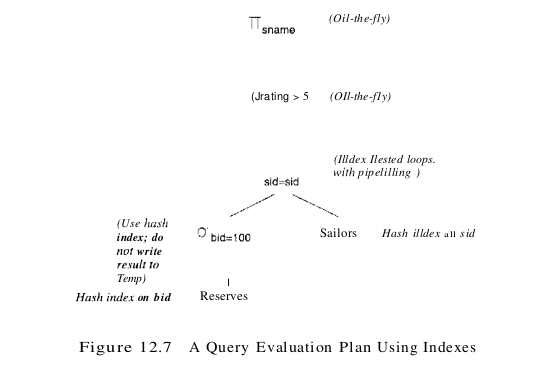 ∏ sname (Oil-the-fly)
(Jrating > 5 (OIl-the-fly)
(Illdex Ilested loops.
with pipelilling )
sid=sid
(Use hash
index; do
not write
result to
Temp)
σ bid=100
Sailors Hash illdex all sid
Hash index on bid Reserves
Figure 12.7 A Query Evaluation Plan Using Indexes